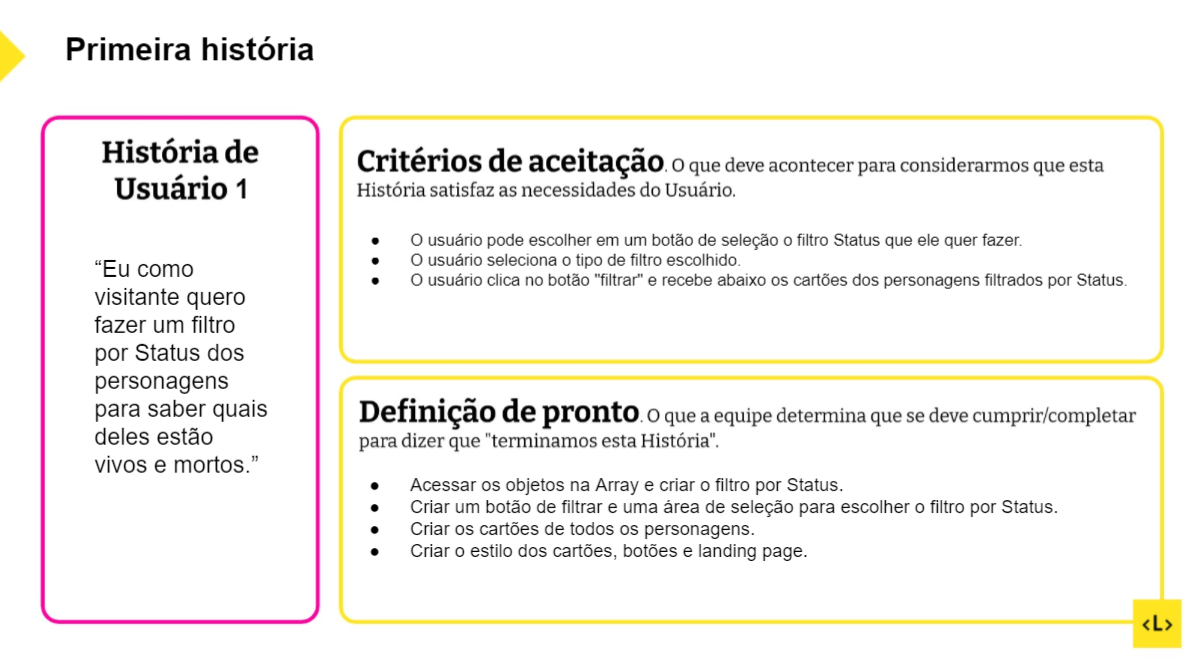 Primeira história
História de
Usuário 1
“Eu como
visitante quero
fazer um filtro
por Status dos
personagens
para saber quais
deles estão
vivos e mortos.”
Critérios de aceitação. O que deve acontecer para considerarmos que esta
História satisfaz as necessidades do Usuário.
● O usuário pode escolher em um botão de seleção o filtro Status que ele quer fazer.
● O usuário seleciona o tipo de filtro escolhido.
● O usuário clica no botão "filtrar" e recebe abaixo os cartões dos personagens filtrados por Status.
Definição de pronto. O que a equipe determina que se deve cumprir/completar
para dizer que "terminamos esta História".
● Acessar os objetos na Array e criar o filtro por Status.
● Criar um botão de filtrar e uma área de seleção para escolher o filtro por Status.
● Criar os cartões de todos os personagens.
● Criar o estilo dos cartões, botões e landing page.
<L>